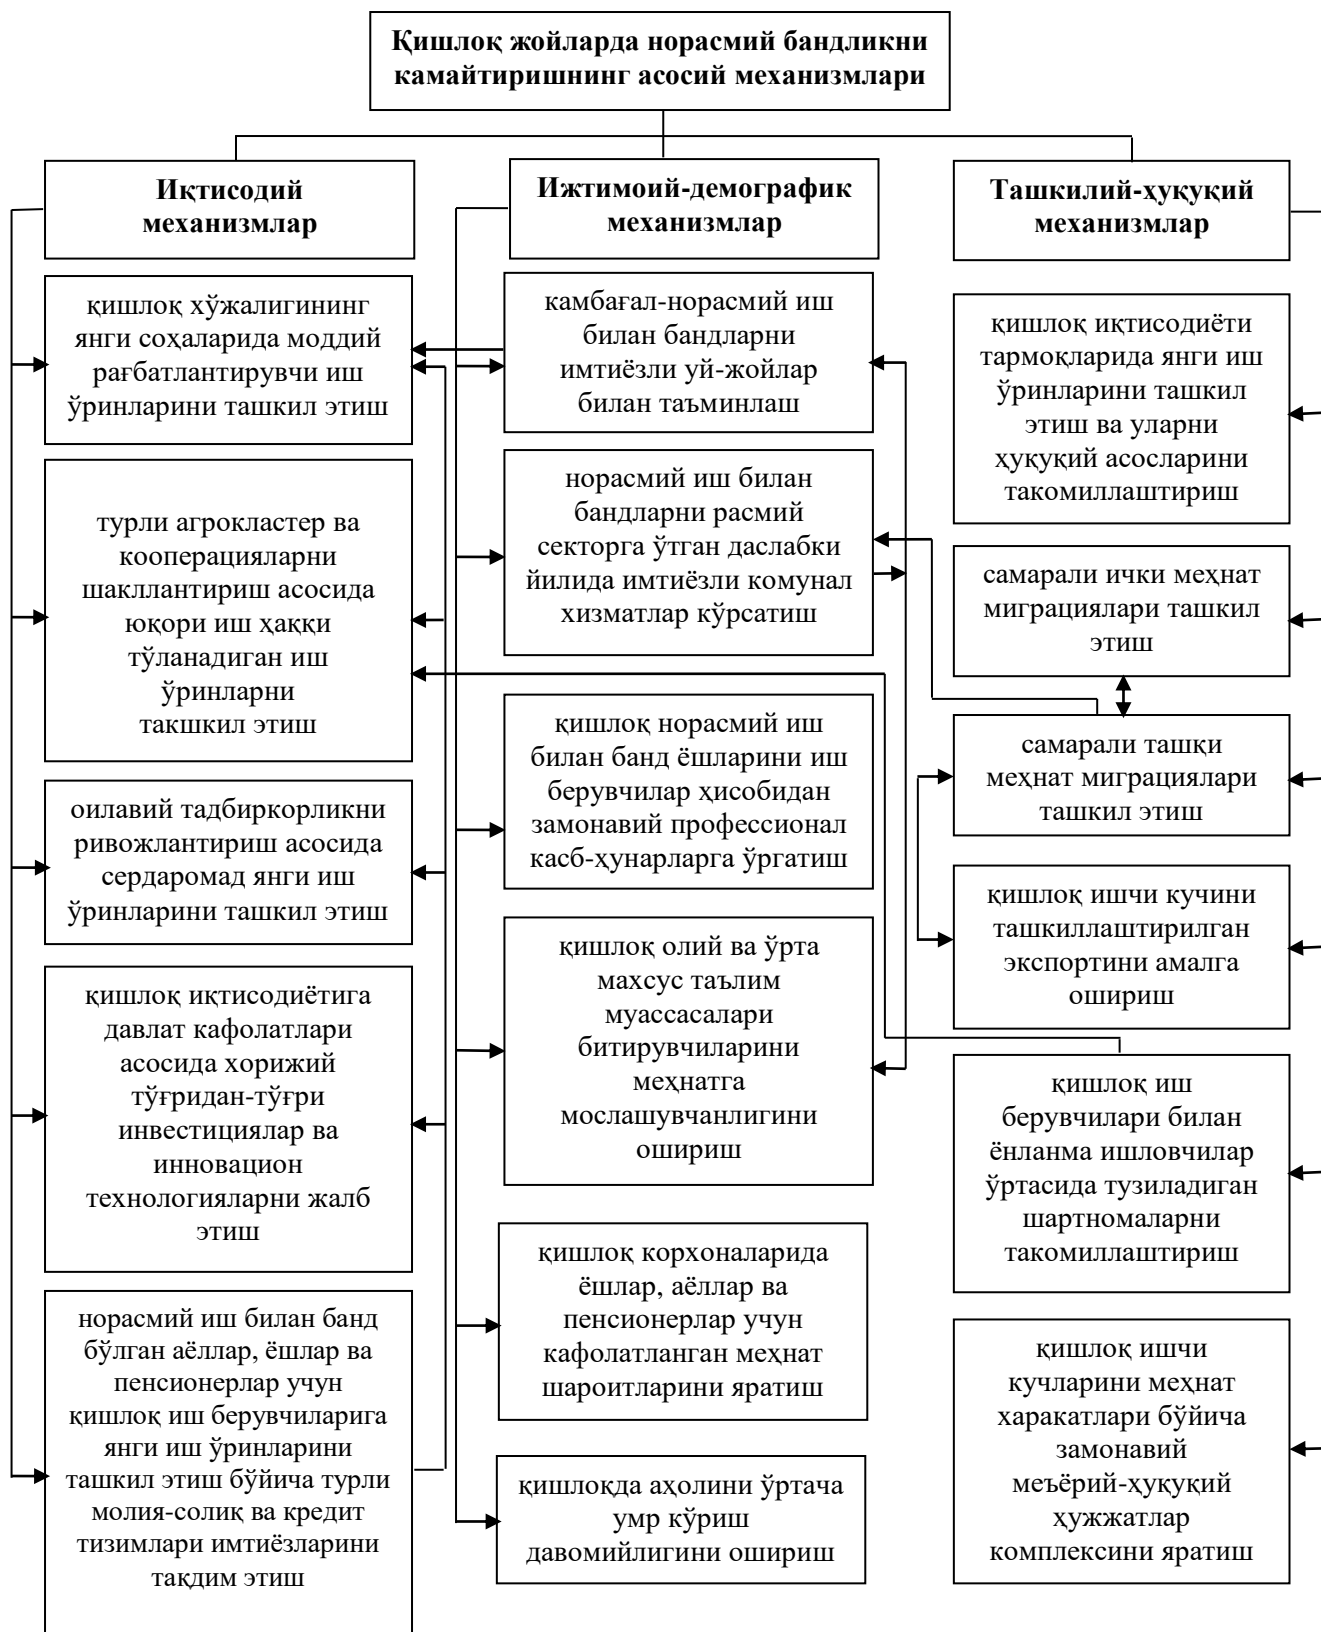 Қишлоқ жойларда норасмий бандликни
камайтиришнинг асосий механизмлари
Иқтисодий
механизмлар
қишлоқ хўжалигининг
янги соҳаларида моддий
рағбатлантирувчи иш
ўринларини ташкил этиш
турли агрокластер ва
кооперацияларни
шакллантириш асосида
юқори иш ҳаққи
тўланадиган иш
ўринларни
такшкил этиш
оилавий тадбиркорликни
ривожлантириш асосида
сердаромад янги иш
ўринларини ташкил этиш
қишлоқ иқтисодиётига
давлат кафолатлари
асосида хорижий
тўғридан-тўғри
инвестициялар ва
инновацион
технологияларни жалб
этиш
норасмий иш билан банд
бўлган аёллар, ёшлар ва
пенсионерлар учун
қишлоқ иш берувчиларига
янги иш ўринларини
ташкил этиш бўйича турли
молия-солиқ ва кредит
тизимлари имтиёзларини
тақдим этиш
Ижтимоий-демографик
механизмлар
камбағал-норасмий иш
билан бандларни
имтиёзли уй-жойлар
билан таъминлаш
норасмий иш билан
бандларни расмий
секторга ўтган даслабки
йилида имтиёзли комунал
хизматлар кўрсатиш
қишлоқ норасмий иш
билан банд ёшларини иш
берувчилар ҳисобидан
замонавий профессионал
касб-ҳунарларга ўргатиш
қишлоқ олий ва ўрта
махсус таълим
муассасалари
битирувчиларини
меҳнатга
мослашувчанлигини
ошириш
қишлоқ корхоналарида
ёшлар, аёллар ва
пенсионерлар учун
кафолатланган меҳнат
шароитларини яратиш
қишлоқда аҳолини ўртача
умр кўриш
давомийлигини ошириш
Ташкилий-ҳуқуқий
механизмлар
қишлоқ иқтисодиёти
тармоқларида янги иш
ўринларини ташкил
этиш ва уларни
ҳуқуқий асосларини
такомиллаштириш
самарали ички меҳнат
миграциялари ташкил
этиш
самарали ташқи
меҳнат миграциялари
ташкил этиш
қишлоқ ишчи кучини
ташкиллаштирилган
экспортини амалга
ошириш
қишлоқ иш
берувчилари билан
ёнланма ишловчилар
ўртасида тузиладиган
шартномаларни
такомиллаштириш
қишлоқ ишчи
кучларини меҳнат
харакатлари бўйича
замонавий
меъёрий-ҳуқуқий
ҳужжатлар
комплексини яратиш